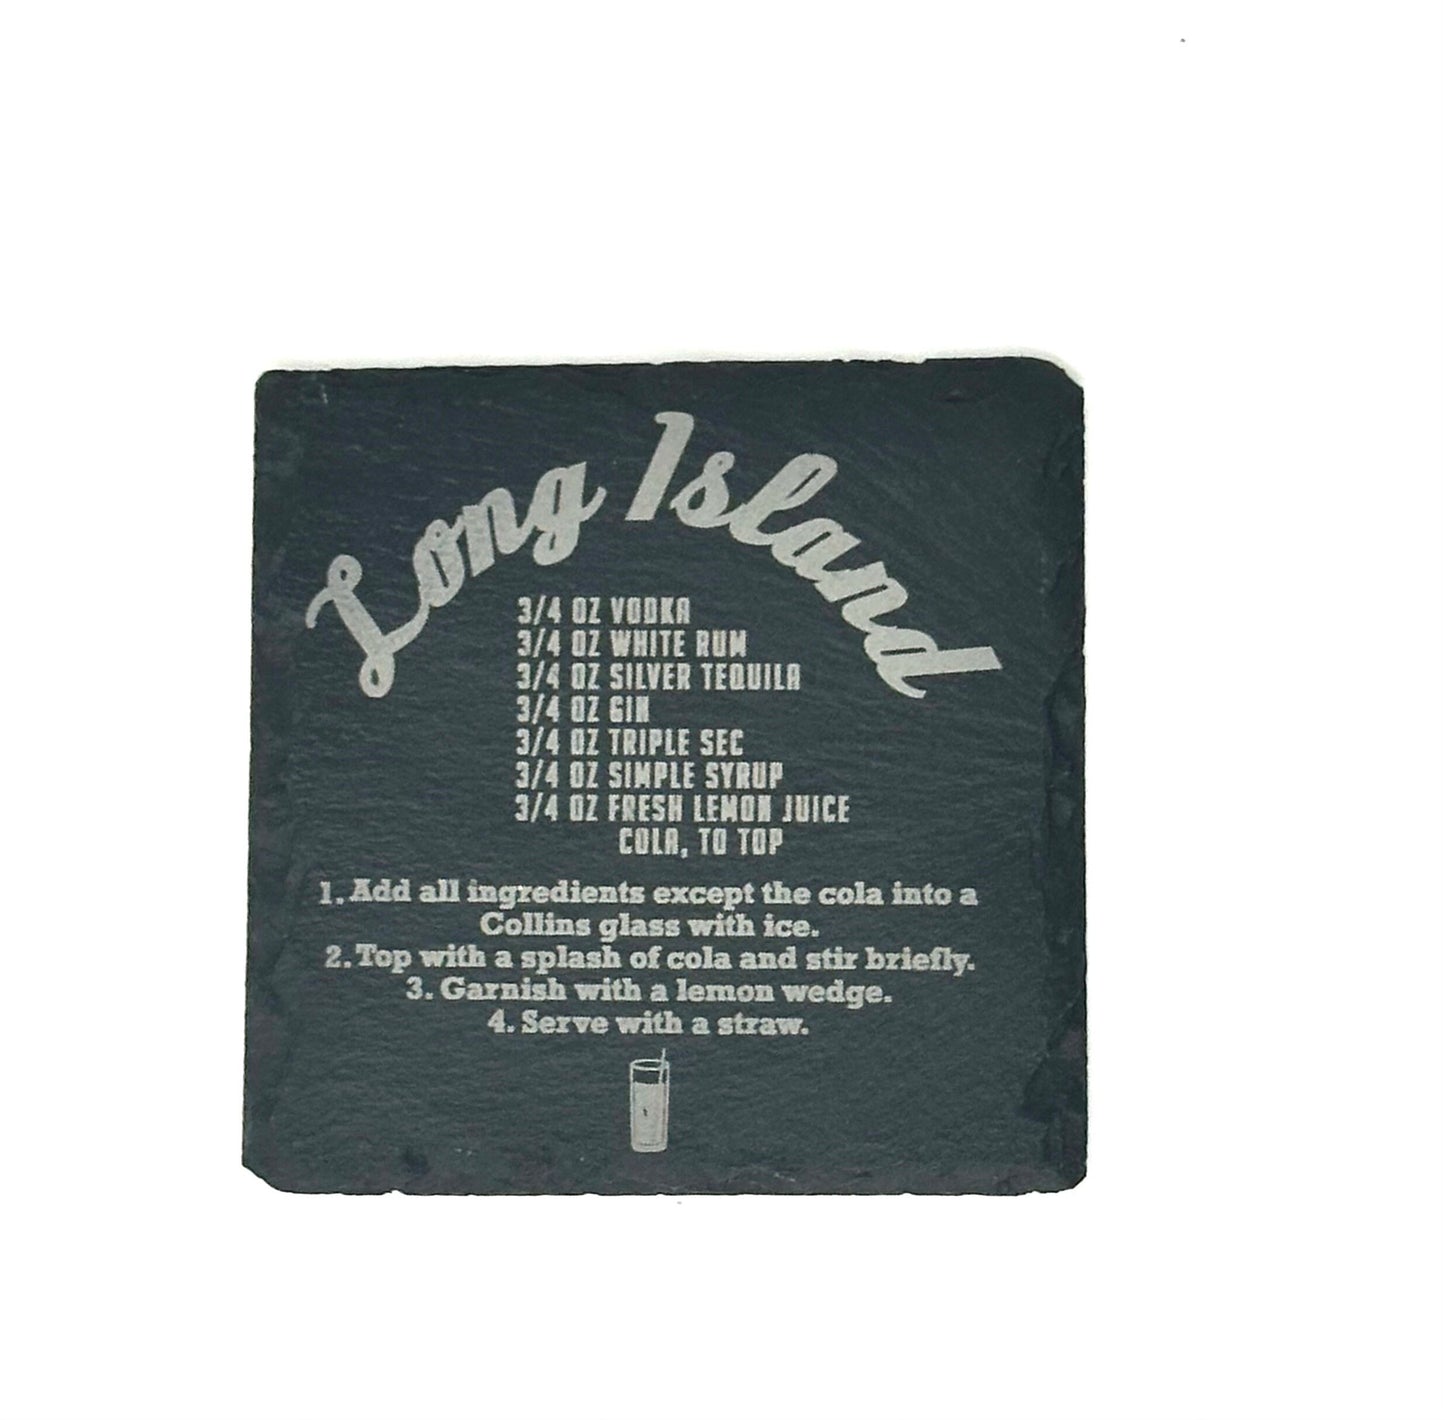 Long Island
3/4 OZ VODKA
3/4 OZ WHITE RUM
3/4 OZ SILVER TEQUILA
3/4 OZ GIN
3/4 OZ TRIPLE SEC
3/4 OZ SIMPLE SYRUP
3/4 OZ FRESH LEMON JUICE
COLA, TO TOP
1. Add all ingredients except the cola into a
Collins glass with ice.
2. Top with a splash of cola and stir briefly.
3. Garnish with a lemon wedge.
4. Serve with a straw.